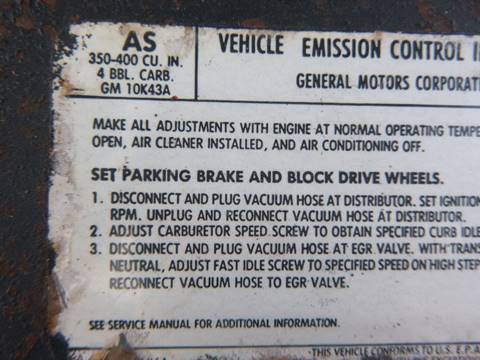 AS
350-400 CU. IN.
4 BBL. CARB.
GM 10K43A
VEHICLE EMISSION CONTROL I
GENERAL MOTORS CORPORAT
MAKE ALL ADJUSTMENTS WITH ENGINE AT NORMAL OPERATING TEMPE
OPEN, AIR CLEANER INSTALLED, AND AIR CONDITIONING OFF.
SET PARKING BRAKE AND BLOCK DRIVE WHEELS.
1. DISCONNECT AND PLUG VACUUM HOSE AT DISTRIBUTOR. SET IGNITIO
RPM. UNPLUG AND RECONNECT VACUUM HOSE AT DISTRIBUTOR.
2. ADJUST CARBURETOR SPEED SCREW TO OBTAIN SPECIFIED CURB IDLE
3. DISCONNECT AND PLUG VACUUM HOSE AT EGR VALVE. WITH TRANS
NEUTRAL, ADJUST FAST IDLE SCREW TO SPECIFIED SPEED ON HIGH STEP
RECONNECT VACUUM HOSE TO EGR VALVE.
SEE SERVICE MANUAL FOR ADDITIONAL INFORMATION.
THIS VEHICLE CONFORMS TO U.S. E.P.A